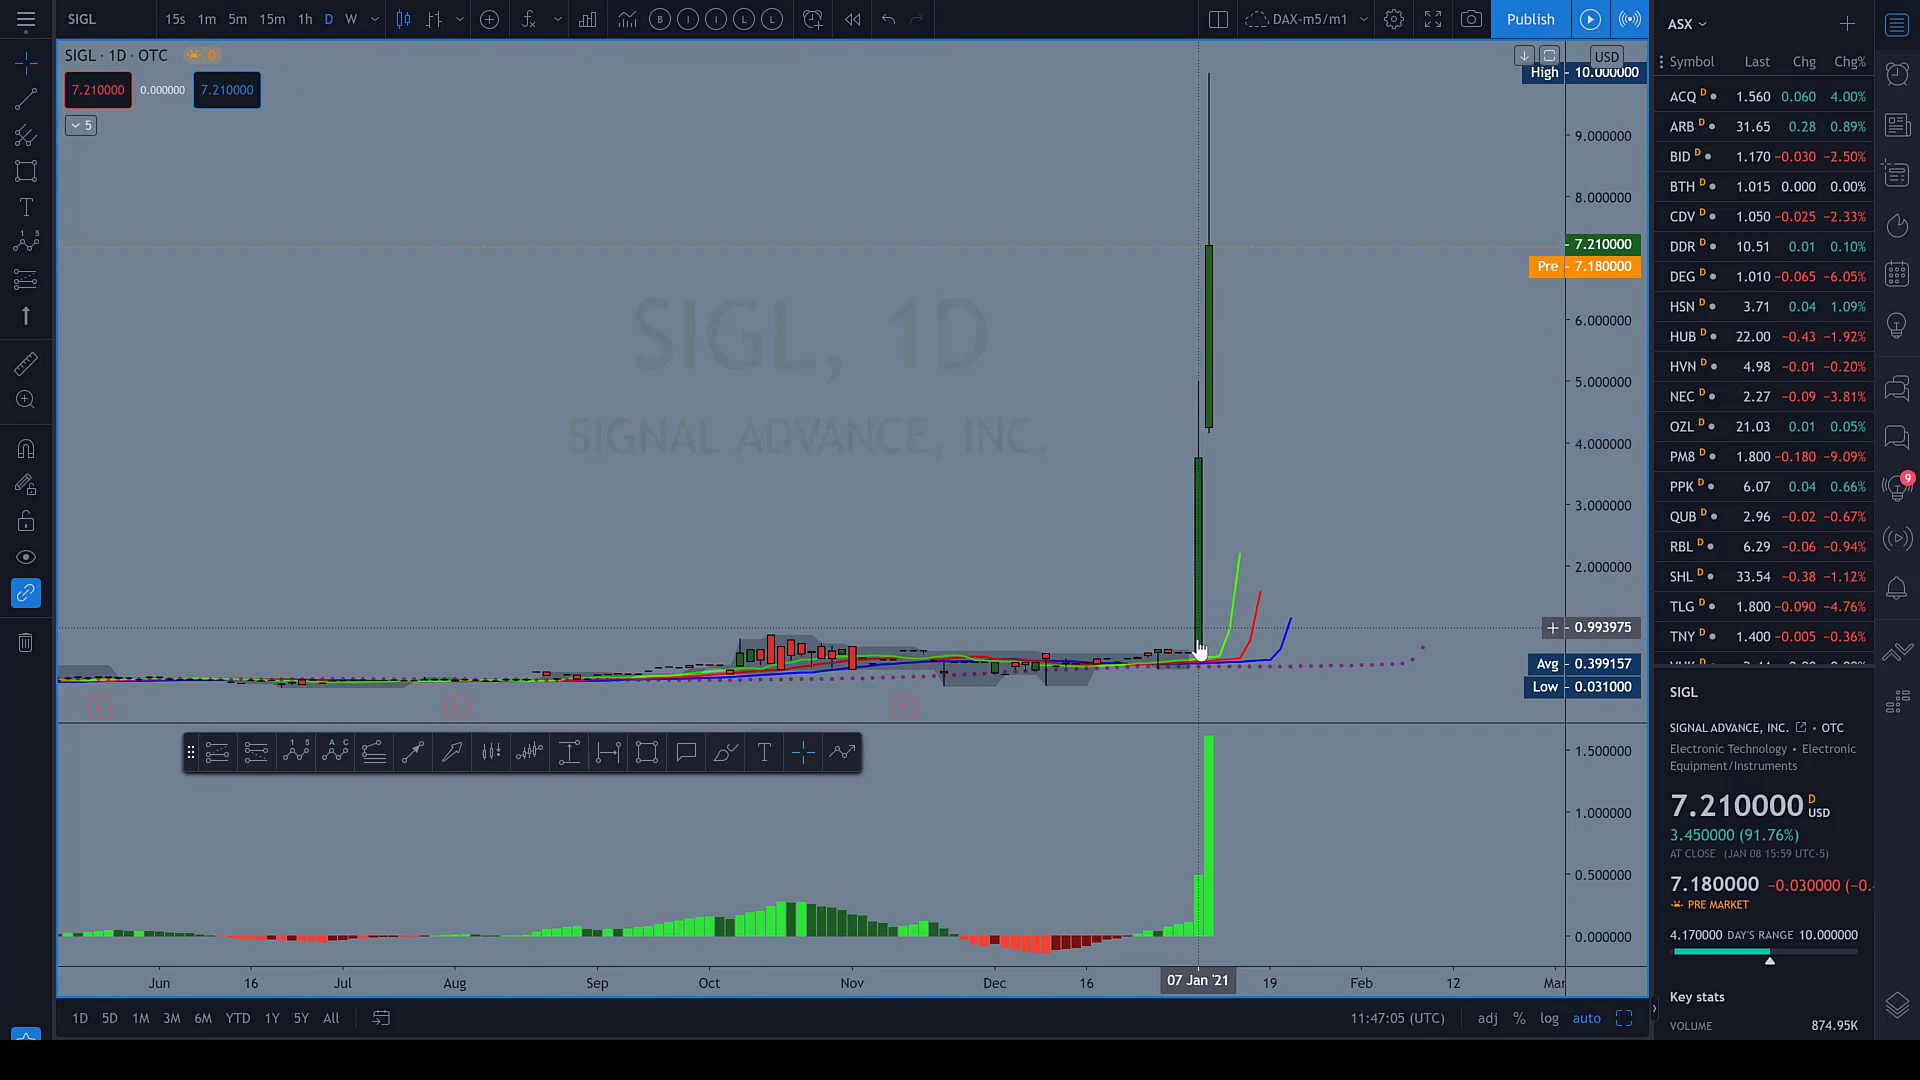 SIGL 15s 1m 5m 15m 1h D W B I I L L DAX-m5/m1 Publish
SIGL · 1D · OTC D
7.210000 0.000000 7.210000
5
USD
High 10.000000
9.000000
8.000000
7.210000
Pre 7.180000
6.000000
5.000000
4.000000
3.000000
2.000000
0.993975
Avg 0.399157
Low 0.031000
SIGL, 1D
SIGNAL ADVANCE, INC.
E E E
1.500000
1.000000
0.500000
0.000000
Jun 16 Jul Aug Sep Oct Nov Dec 16 07 Jan '21 19 Feb 12 Mar
1D 5D 1M 3M 6M YTD 1Y 5Y All
11:47:05 (UTC) adj % log auto
ASX
Symbol Last Chg Chg%
ACQ D 1.560 0.060 4.00%
ARB D 31.65 0.28 0.89%
BID D 1.170 −0.030 −2.50%
BTH D 1.015 0.000 0.00%
CDV D 1.050 −0.025 −2.33%
DDR D 10.51 0.01 0.10%
DEG D 1.010 −0.065 −6.05%
HSN D 3.71 0.04 1.09%
HUB D 22.00 −0.43 −1.92%
HVN D 4.98 −0.01 −0.20%
NEC D 2.27 −0.09 −3.81%
OZL D 21.03 0.01 0.05%
PM8 D 1.800 −0.180 −9.09%
PPK D 6.07 0.04 0.66%
QUB D 2.96 −0.02 −0.67%
RBL D 6.29 −0.06 −0.94%
SHL D 33.54 −0.38 −1.12%
TLG D 1.800 −0.090 −4.76%
TNY D 1.400 −0.005 −0.36%
SIGL
SIGNAL ADVANCE, INC. • OTC
Electronic Technology • Electronic
Equipment/Instruments
7.210000 D USD
3.450000 (91.76%)
AT CLOSE (JAN 08 15:59 UTC-5)
7.180000 −0.030000 (−0.
PRE MARKET
4.170000 DAY'S RANGE 10.000000
Key stats
VOLUME 874.95K
9